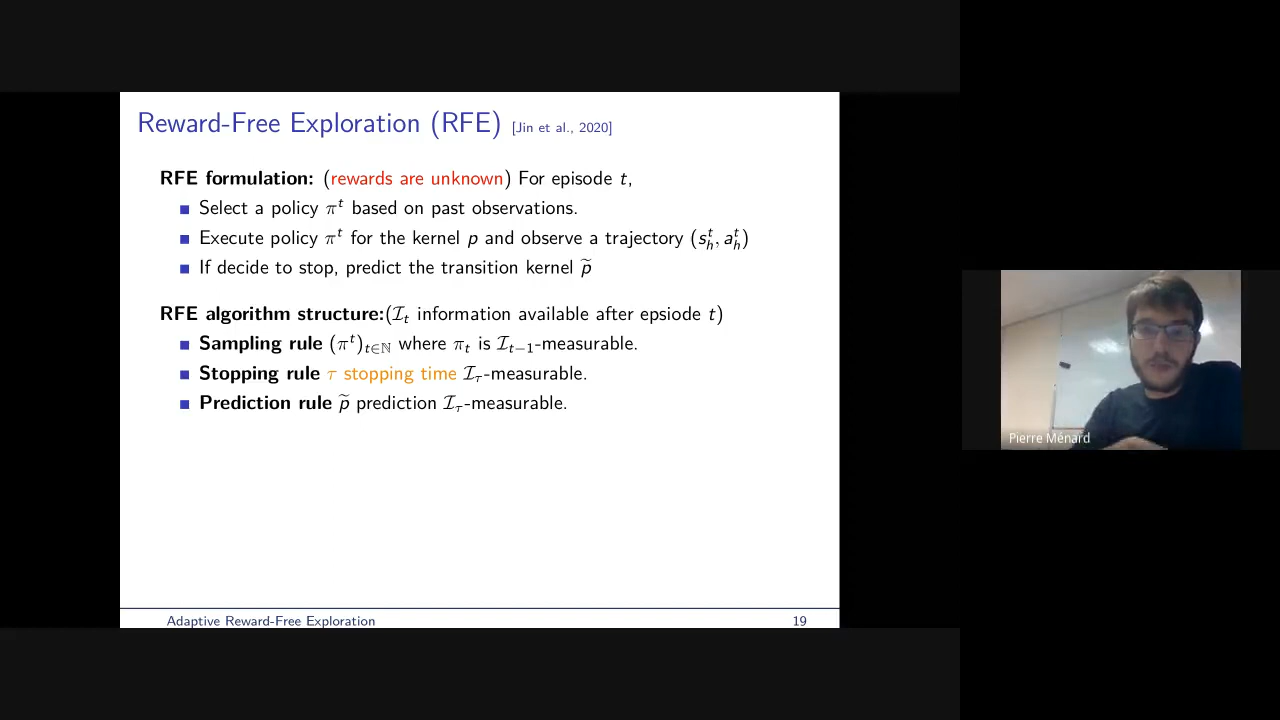 Reward-Free Exploration (RFE) [Jin et al., 2020]
RFE formulation: (rewards are unknown) For episode t,
Select a policy π^t based on past observations.
Execute policy π^t for the kernel p and observe a trajectory (s_h^t, a_h^t)
If decide to stop, predict the transition kernel p̃
RFE algorithm structure:(ℐ_t information available after epsiode t)
Sampling rule (π^t)_{t∈ℕ} where π_t is ℐ_{t−1}-measurable.
Stopping rule τ stopping time ℐ_τ-measurable.
Prediction rule p̃ prediction ℐ_τ-measurable.
Adaptive Reward-Free Exploration 19
Pierre Ménard